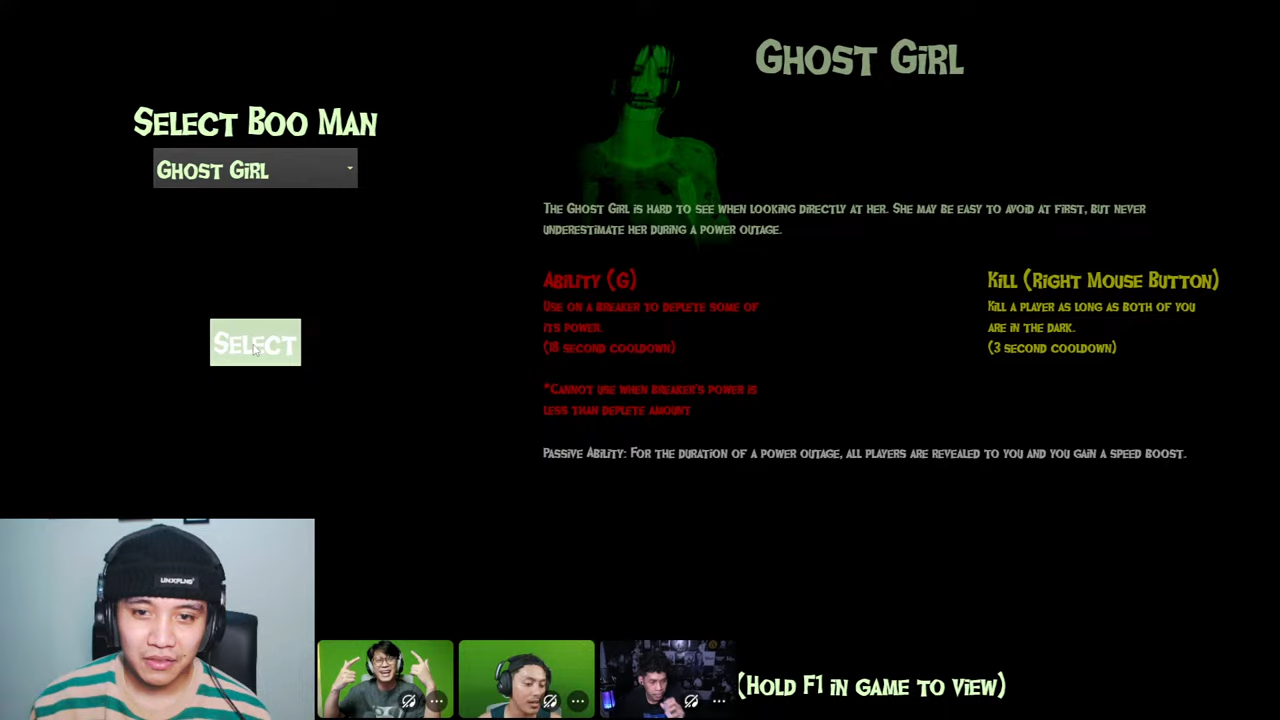 Ghost Girl
Select Boo Man
Ghost Girl
The Ghost Girl is hard to see when looking directly at her. She may be easy to avoid at first, but never
underestimate her during a power outage.
Ability (G)
Use on a breaker to deplete some of
its power.
(18 second cooldown)
*Cannot use when breaker's power is
less than deplete amount
Kill (Right Mouse Button)
Kill a player as long as both of you
are in the dark.
(3 second cooldown)
Select
Passive Ability: For the duration of a power outage, all players are revealed to you and you gain a speed boost.
UNXPLND
(Hold F1 in game to view)